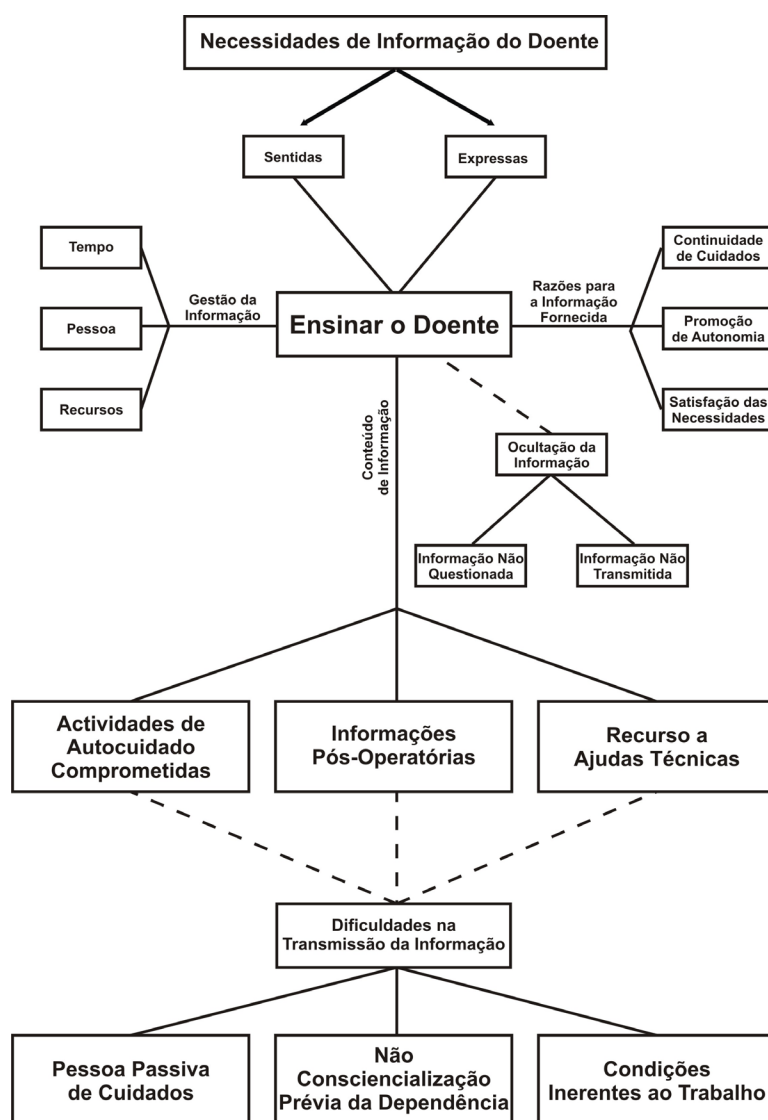 Necessidades de Informação do Doente
Sentidas
Expressas
Tempo
Pessoa
Recursos
Gestão da
Informação
Ensinar o Doente
Razões para
a Informação
Fornecida
Continuidade
de Cuidados
Promoção
de Autonomia
Satisfação das
Necessidades
Conteúdo
de Informação
Ocultação da
Informação
Informação Não
Questionada
Informação Não
Transmitida
Actividades de
Autocuidado
Comprometidas
Informações
Pós-Operatórias
Recurso a
Ajudas Técnicas
Dificuldades na
Transmissão da Informação
Pessoa Passiva
de Cuidados
Não
Consciencialização
Prévia da Dependência
Condições
Inerentes ao Trabalho